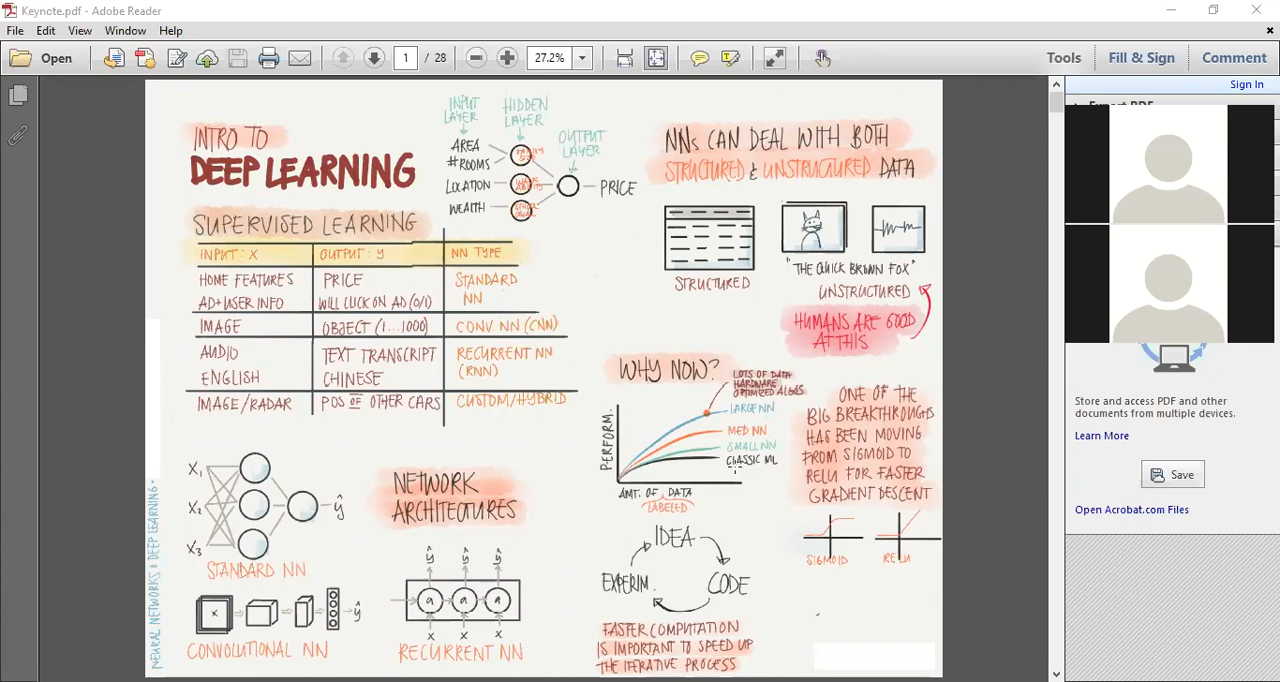 Keynote.pdf - Adobe Reader
File Edit View Window Help
Open 1 / 28 27.2% Tools Fill & Sign Comment
Sign In
Store and access PDF and other
documents from multiple devices.
Learn More
Save
Open Acrobat.com Files
INTRO TO
DEEP LEARNING
INPUT LAYER
HIDDEN LAYER
OUTPUT LAYER
AREA
#ROOMS
LOCATION
WEALTH
PRICE
SUPERVISED LEARNING
INPUT: X OUTPUT: Y NN TYPE
HOME FEATURES PRICE STANDARD
AD+USER INFO WILL CLICK ON AD (0/1) NN
IMAGE OBJECT (1...1000) CONV. NN (CNN)
AUDIO TEXT TRANSCRIPT RECURRENT NN
ENGLISH CHINESE (RNN)
IMAGE/RADAR POS OF OTHER CARS CUSTOM/HYBRID
NNs CAN DEAL WITH BOTH
STRUCTURED & UNSTRUCTURED DATA
"THE QUICK BROWN FOX"
STRUCTURED
UNSTRUCTURED
HUMANS ARE GOOD
AT THIS
WHY NOW?
LOTS OF DATA
HARDWARE
OPTIMIZED ALGOS
LARGE NN
MED NN
SMALL NN
CLASSIC ML
PERFORM.
AMT. OF DATA
LABELED
ONE OF THE
BIG BREAKTHROUGHS
HAS BEEN MOVING
FROM SIGMOID TO
RELU FOR FASTER
GRADIENT DESCENT
SIGMOID RELU
IDEA
CODE
EXPERIM.
FASTER COMPUTATION
IS IMPORTANT TO SPEED UP
THE ITERATIVE PROCESS
NETWORK
ARCHITECTURES
X1
X2
X3
ŷ
STANDARD NN
X
ŷ
CONVOLUTIONAL NN
ŷ ŷ ŷ
a a a
X X X
RECURRENT NN
NEURAL NETWORKS & DEEP LEARNING